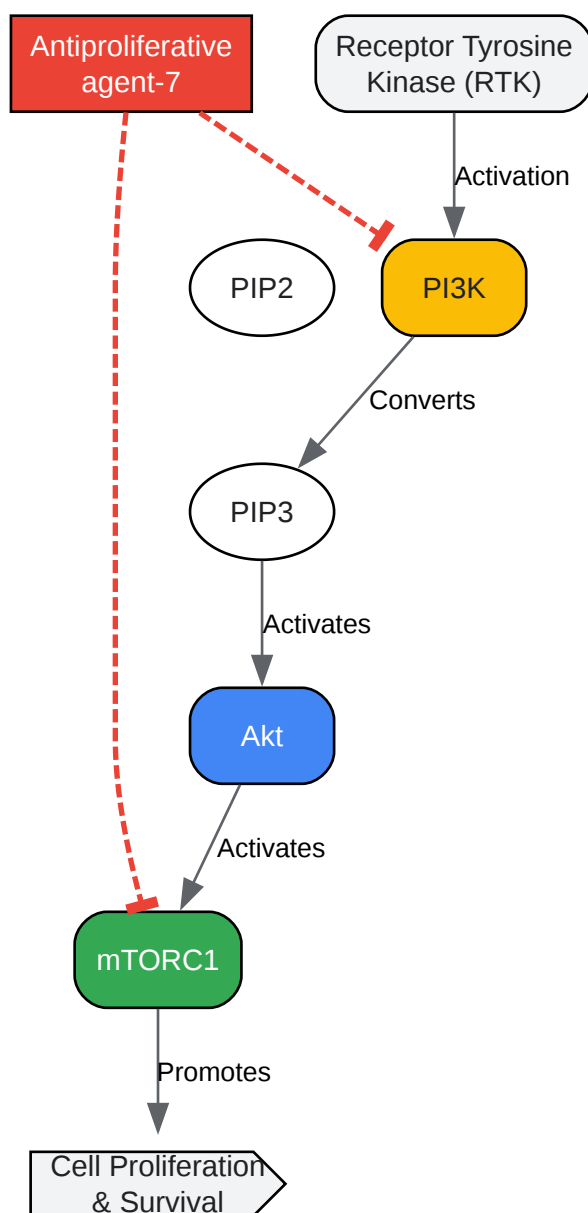 Antiproliferative
agent-7
Receptor Tyrosine
Kinase (RTK)
Activation
PIP2
PI3K
Converts
PIP3
Activates
Akt
Activates
mTORC1
Promotes
Cell Proliferation
& Survival